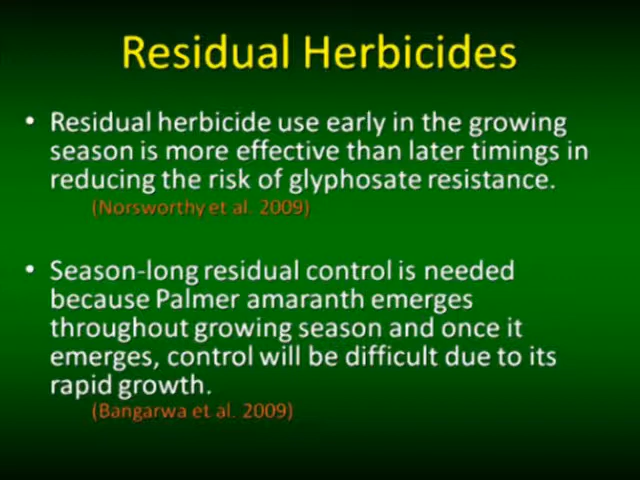 Residual Herbicides
• Residual herbicide use early in the growing
season is more effective than later timings in
reducing the risk of glyphosate resistance.
(Norsworthy et al. 2009)
• Season-long residual control is needed
because Palmer amaranth emerges
throughout growing season and once it
emerges, control will be difficult due to its
rapid growth.
(Bangarwa et al. 2009)